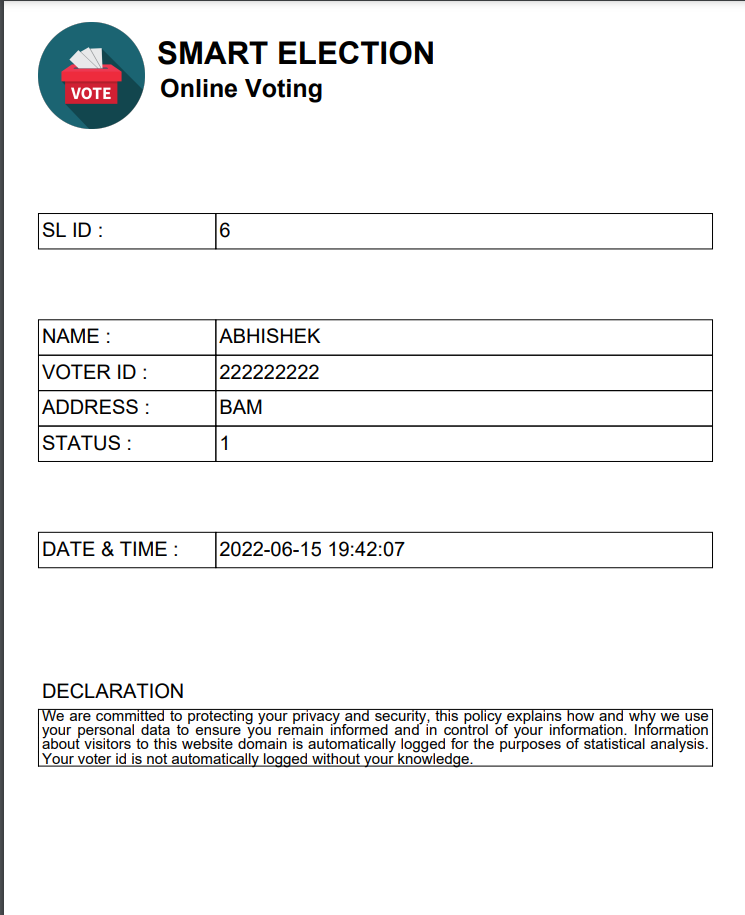 SMART ELECTION
Online Voting
VOTE
SL ID : 6
NAME : ABHISHEK
VOTER ID : 222222222
ADDRESS : BAM
STATUS : 1
DATE & TIME : 2022-06-15 19:42:07
DECLARATION
We are committed to protecting your privacy and security, this policy explains how and why we use
your personal data to ensure you remain informed and in control of your information. Information
about visitors to this website domain is automatically logged for the purposes of statistical analysis.
Your voter id is not automatically logged without your knowledge.